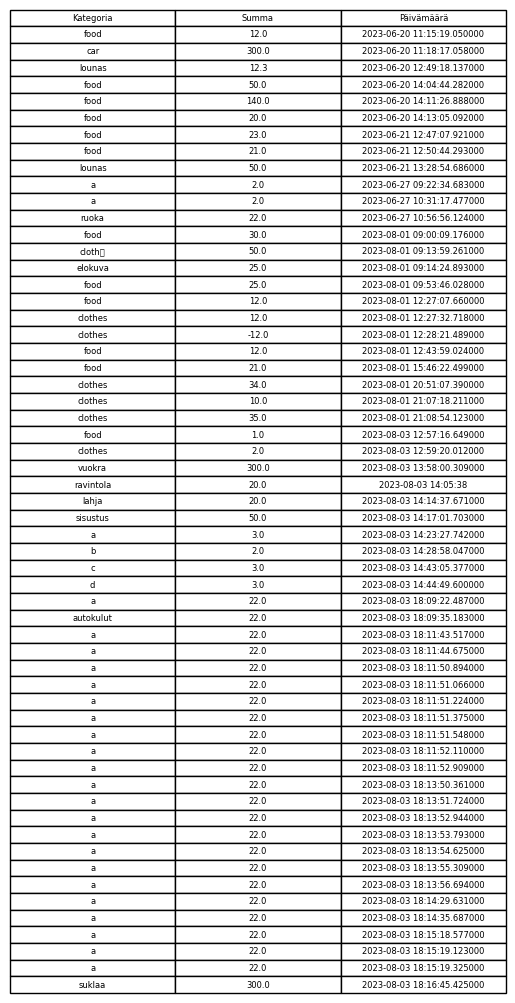 Kategoria Summa Päivämäärä
food 12.0 2023-06-20 11:15:19.050000
car 300.0 2023-06-20 11:18:17.058000
lounas 12.3 2023-06-20 12:49:18.137000
food 50.0 2023-06-20 14:04:44.282000
food 140.0 2023-06-20 14:11:26.888000
food 20.0 2023-06-20 14:13:05.092000
food 23.0 2023-06-21 12:47:07.921000
food 21.0 2023-06-21 12:50:44.293000
lounas 50.0 2023-06-21 13:28:54.686000
a 2.0 2023-06-27 09:22:34.683000
a 2.0 2023-06-27 10:31:17.477000
ruoka 22.0 2023-06-27 10:56:56.124000
food 30.0 2023-08-01 09:00:09.176000
cloth 50.0 2023-08-01 09:13:59.261000
elokuva 25.0 2023-08-01 09:14:24.893000
food 25.0 2023-08-01 09:53:46.028000
food 12.0 2023-08-01 12:27:07.660000
clothes 12.0 2023-08-01 12:27:32.718000
clothes -12.0 2023-08-01 12:28:21.489000
food 12.0 2023-08-01 12:43:59.024000
food 21.0 2023-08-01 15:46:22.499000
clothes 34.0 2023-08-01 20:51:07.390000
clothes 10.0 2023-08-01 21:07:18.211000
clothes 35.0 2023-08-01 21:08:54.123000
food 1.0 2023-08-03 12:57:16.649000
clothes 2.0 2023-08-03 12:59:20.012000
vuokra 300.0 2023-08-03 13:58:00.309000
ravintola 20.0 2023-08-03 14:05:38
lahja 20.0 2023-08-03 14:14:37.671000
sisustus 50.0 2023-08-03 14:17:01.703000
a 3.0 2023-08-03 14:23:27.742000
b 2.0 2023-08-03 14:28:58.047000
c 3.0 2023-08-03 14:43:05.377000
d 3.0 2023-08-03 14:44:49.600000
a 22.0 2023-08-03 18:09:22.487000
autokulut 22.0 2023-08-03 18:09:35.183000
a 22.0 2023-08-03 18:11:43.517000
a 22.0 2023-08-03 18:11:44.675000
a 22.0 2023-08-03 18:11:50.894000
a 22.0 2023-08-03 18:11:51.066000
a 22.0 2023-08-03 18:11:51.224000
a 22.0 2023-08-03 18:11:51.375000
a 22.0 2023-08-03 18:11:51.548000
a 22.0 2023-08-03 18:11:52.110000
a 22.0 2023-08-03 18:11:52.909000
a 22.0 2023-08-03 18:13:50.361000
a 22.0 2023-08-03 18:13:51.724000
a 22.0 2023-08-03 18:13:52.944000
a 22.0 2023-08-03 18:13:53.793000
a 22.0 2023-08-03 18:13:54.625000
a 22.0 2023-08-03 18:13:55.309000
a 22.0 2023-08-03 18:13:56.694000
a 22.0 2023-08-03 18:14:29.631000
a 22.0 2023-08-03 18:14:35.687000
a 22.0 2023-08-03 18:15:18.577000
a 22.0 2023-08-03 18:15:19.123000
a 22.0 2023-08-03 18:15:19.325000
suklaa 300.0 2023-08-03 18:16:45.425000